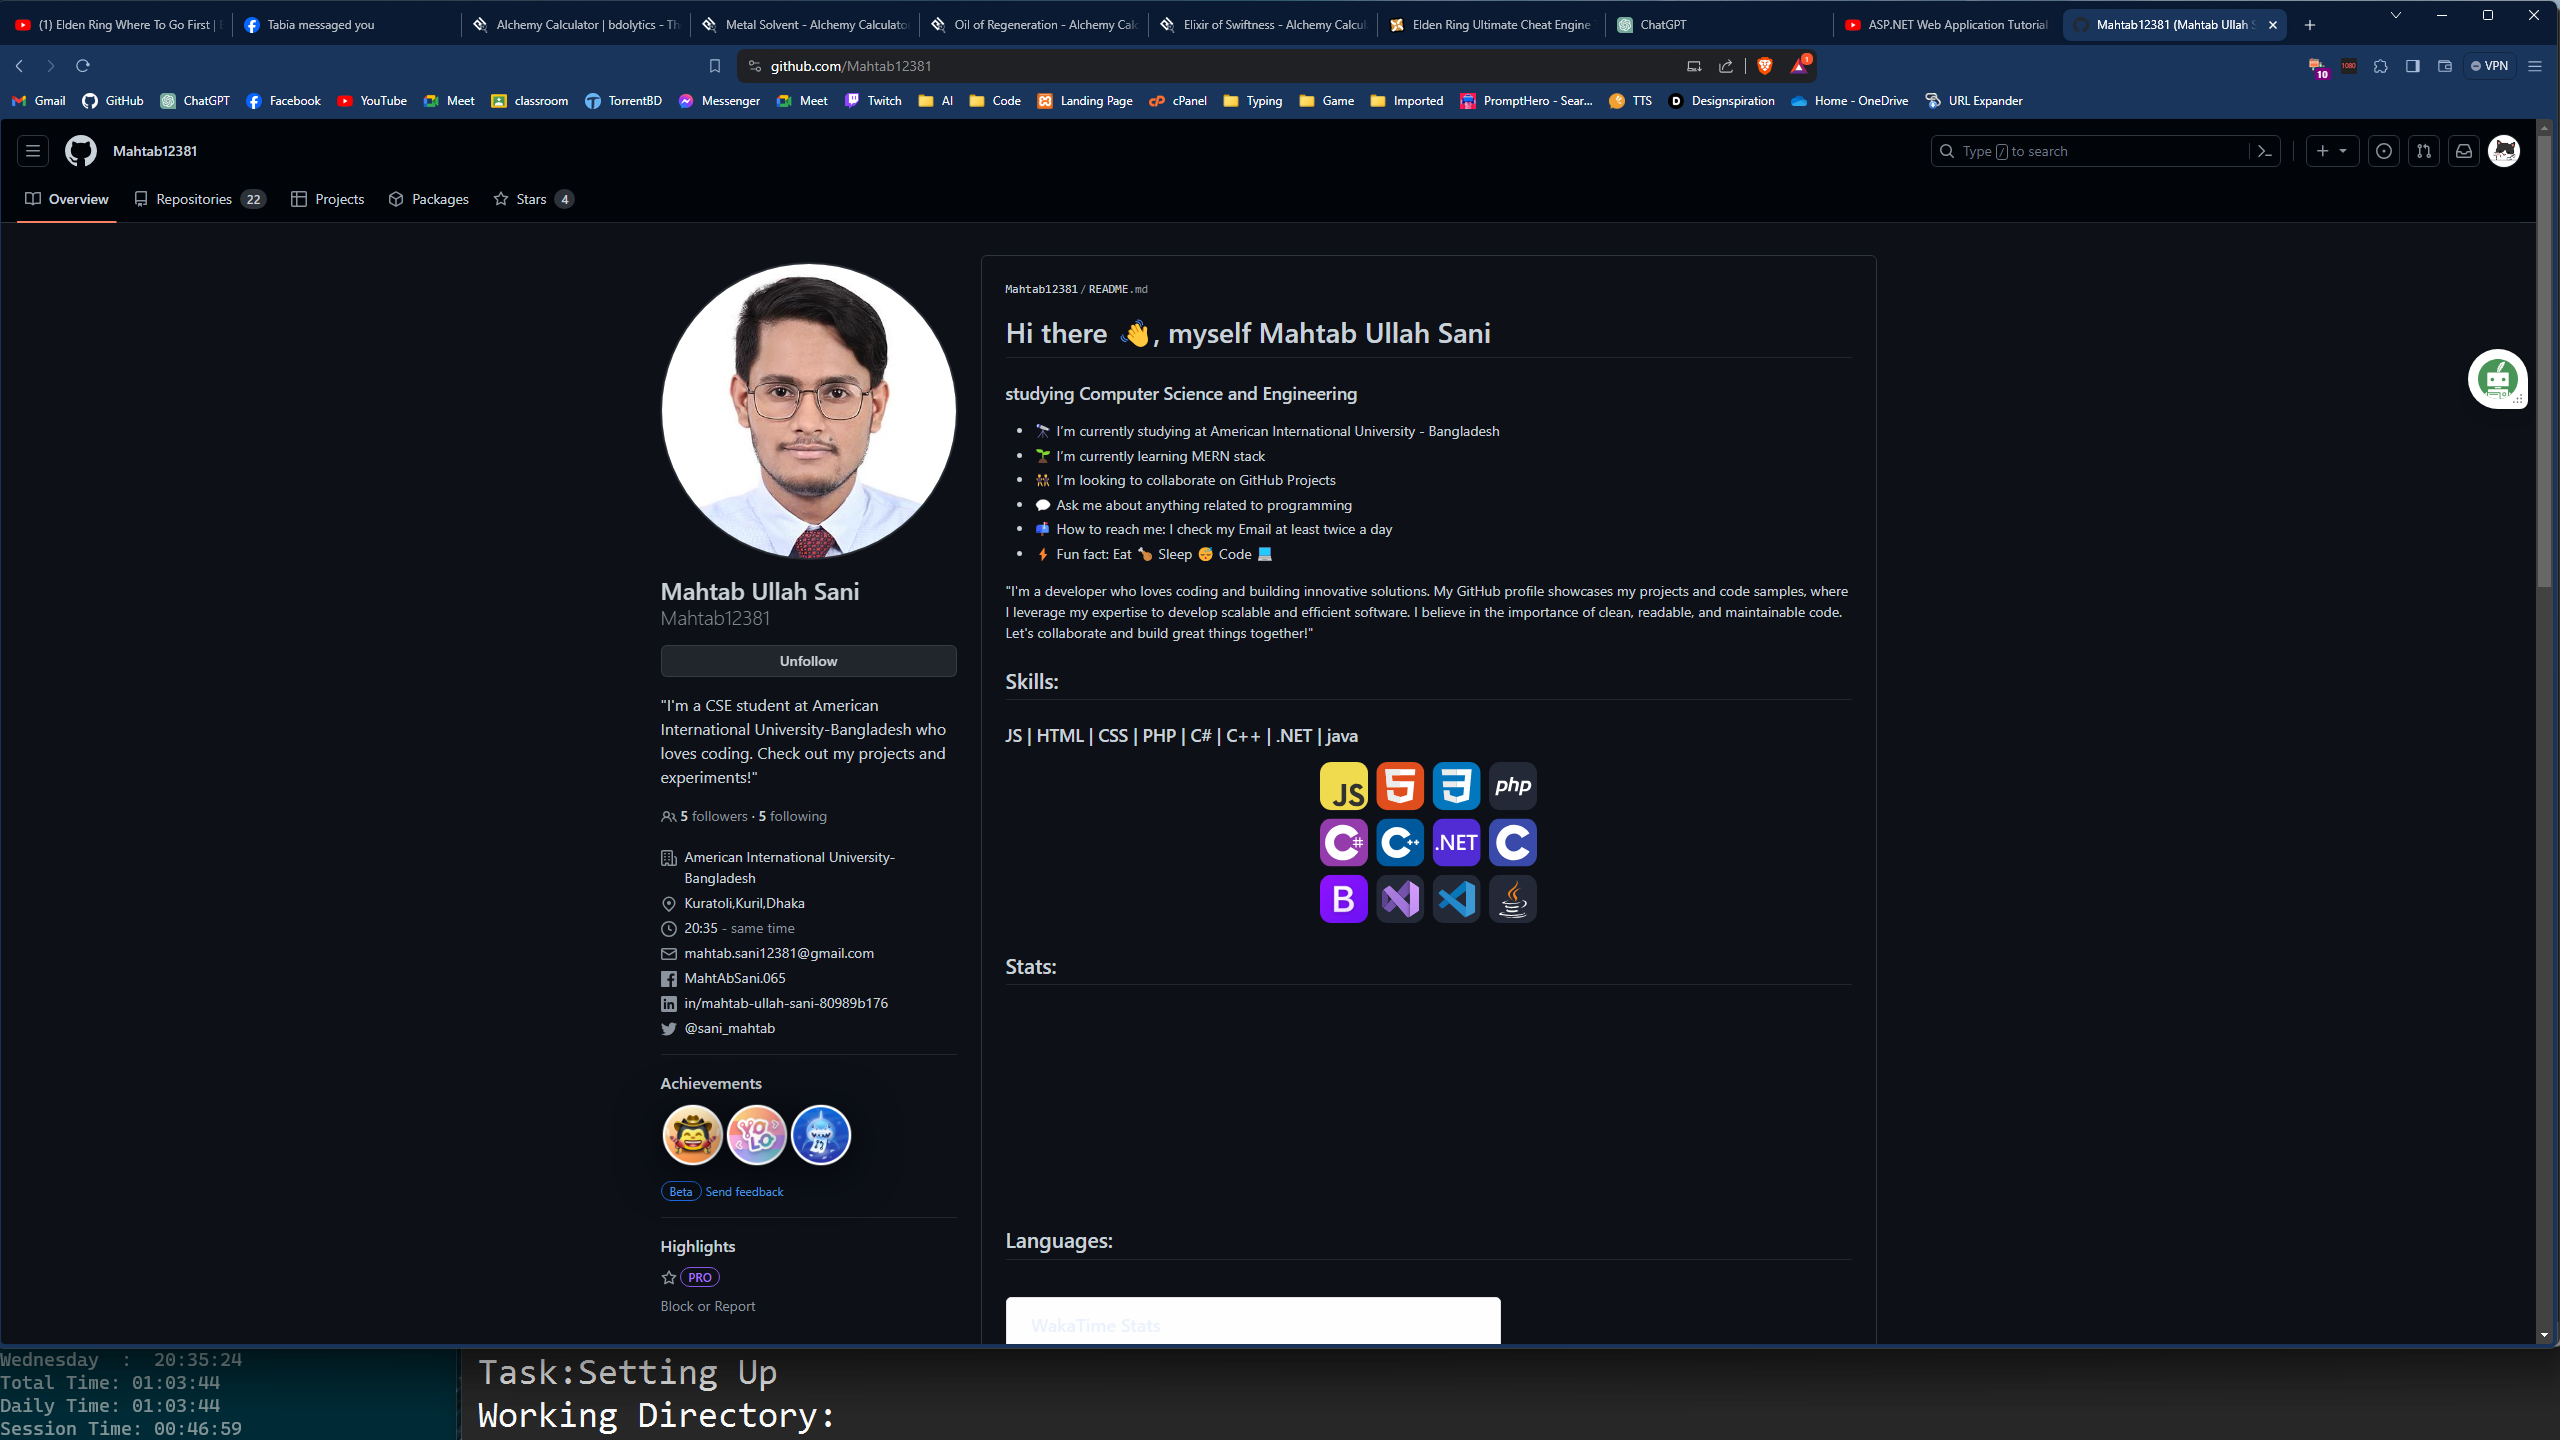 (1) Elden Ring Where To Go First |
Tabia messaged you
Alchemy Calculator | bdolytics - Th
Metal Solvent - Alchemy Calculator
Oil of Regeneration - Alchemy Calc
Elixir of Swiftness - Alchemy Calcul
Elden Ring Ultimate Cheat Engine
ChatGPT
ASP.NET Web Application Tutorial
Mahtab12381 (Mahtab Ullah S
github.com/Mahtab12381
1
10
1080
VPN
Gmail
GitHub
ChatGPT
Facebook
YouTube
Meet
classroom
TorrentBD
Messenger
Meet
Twitch
AI
Code
Landing Page
cPanel
Typing
Game
Imported
PromptHero - Sear...
TTS
Designspiration
Home - OneDrive
URL Expander
Mahtab12381
Type / to search
Overview
Repositories 22
Projects
Packages
Stars 4
Mahtab Ullah Sani
Mahtab12381
Unfollow
"I'm a CSE student at American
International University-Bangladesh who
loves coding. Check out my projects and
experiments!"
5 followers · 5 following
American International University-
Bangladesh
Kuratoli,Kuril,Dhaka
20:35 - same time
mahtab.sani12381@gmail.com
MahtAbSani.065
in/mahtab-ullah-sani-80989b176
@sani_mahtab
Achievements
YOLO
Beta Send feedback
Highlights
PRO
Block or Report
Mahtab12381 / README.md
Hi there 👋, myself Mahtab Ullah Sani
studying Computer Science and Engineering
🔭 I’m currently studying at American International University - Bangladesh
🌱 I’m currently learning MERN stack
👯 I’m looking to collaborate on GitHub Projects
💬 Ask me about anything related to programming
📫 How to reach me: I check my Email at least twice a day
⚡ Fun fact: Eat 🍗 Sleep 😴 Code 💻
"I'm a developer who loves coding and building innovative solutions. My GitHub profile showcases my projects and code samples, where
I leverage my expertise to develop scalable and efficient software. I believe in the importance of clean, readable, and maintainable code.
Let's collaborate and build great things together!"
Skills:
JS | HTML | CSS | PHP | C# | C++ | .NET | java
JS 5 3 php
C# C++ .NET C
B
Stats:
Languages:
WakaTime Stats
Wednesday : 20:35:24
Total Time: 01:03:44
Daily Time: 01:03:44
Session Time: 00:46:59
Task:Setting Up
Working Directory: